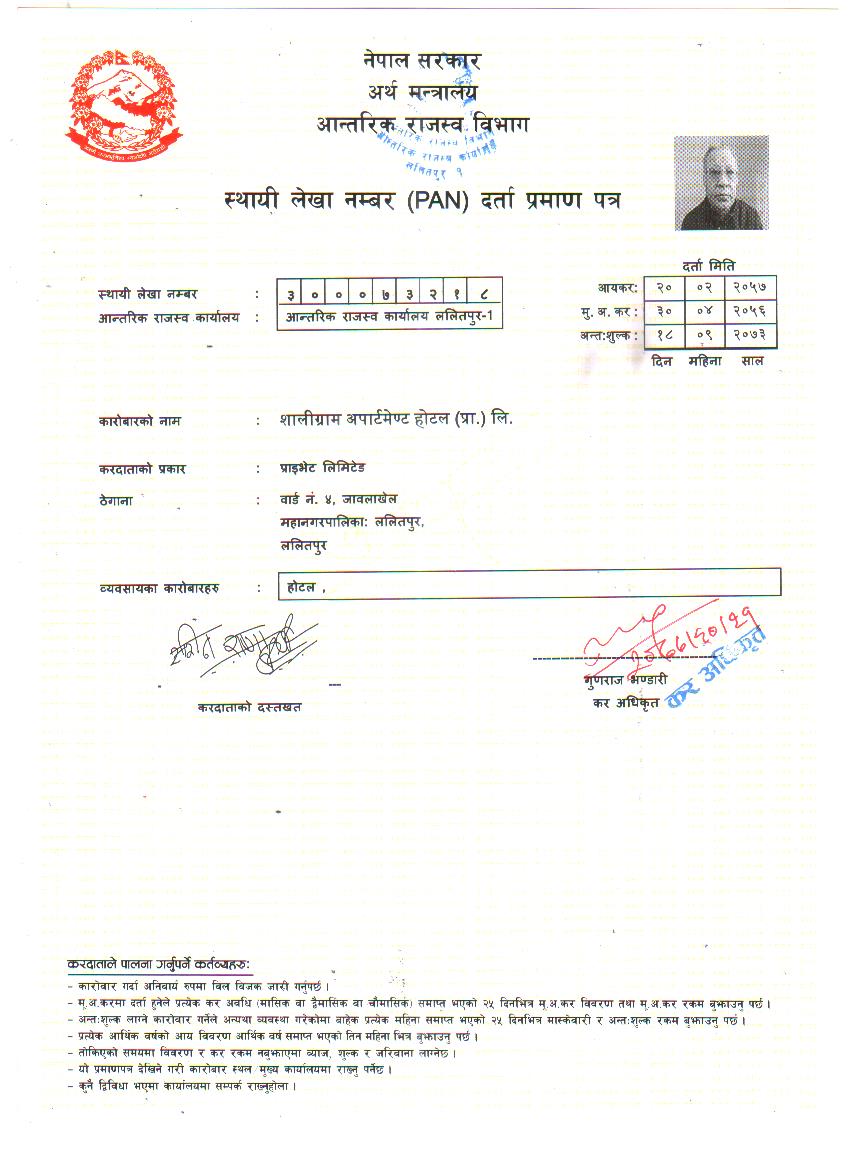 नेपाल सरकार
अर्थ मन्त्रालय
आन्तरिक राजस्व विभाग
आन्तरिक राजस्व विभाग
आन्तरिक राजस्व कार्यालय
ललितपुर १
स्थायी लेखा नम्बर (PAN) दर्ता प्रमाण पत्र
दर्ता मिति
स्थायी लेखा नम्बर : ३ ० ० ० ७ ३ २ १ ८
आयकर: २० ०२ २०५७
आन्तरिक राजस्व कार्यालय : आन्तरिक राजस्व कार्यालय ललितपुर-1
मु. अ. कर : ३० ०४ २०५६
अन्त:शुल्क : १८ ०९ २०७३
दिन महिना साल
कारोबारको नाम : शालीग्राम अपार्टमेण्ट होटल (प्रा.) लि.
करदाताको प्रकार : प्राइभेट लिमिटेड
ठेगाना : वार्ड नं. ४, जावलाखेल
महानगरपालिका: ललितपुर,
ललितपुर
व्यवसायका कारोबारहरु : होटल ,
गुणराज भण्डारी
करदाताको दस्तखत
कर अधिकृत
कर अधिकृत
करदाताले पालना गर्नुपर्ने कर्तव्यहरु:
– कारोबार गर्दा अनिवार्य रुपमा बिल विजक जारी गर्नुपर्छ ।
– मू.अ.करमा दर्ता हुनेले प्रत्येक कर अवधि (मासिक वा द्वैमासिक वा चौमासिक) समाप्त भएको २५ दिनभित्र मू.अ.कर विवरण तथा मू.अ.कर रकम बुझाउनु पर्छ ।
– अन्त:शुल्क लाग्ने कारोबार गर्नेले अन्यथा व्यवस्था गरेकोमा वाहेक प्रत्येक महिना समाप्त भएको २५ दिनभित्र मास्केवारी र अन्त:शुल्क रकम बुझाउनु पर्छ ।
– प्रत्येक आर्थिक वर्षको आय विवरण आर्थिक वर्ष समाप्त भएको तिन महिना भित्र बुझाउनु पर्छ ।
– तोकिएको समयमा विवरण र कर रकम नबुझाएमा व्याज, शुल्क र जरिवाना लाग्नेछ ।
– यो प्रमाणपत्र देखिने गरी कारोबार स्थल/मुख्य कार्यालयमा राख्नु पर्नेछ ।
– कुनै द्विविधा भएमा कार्यालयमा सम्पर्क राख्नुहोला ।